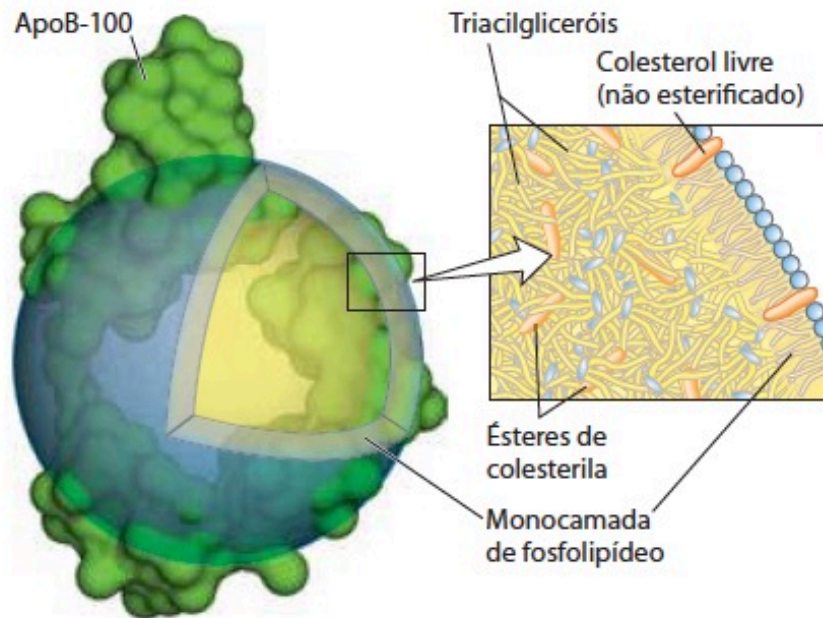 ApoB-100
Triacilgliceróis
Colesterol livre
(não esterificado)
Ésteres de
colesterila
Monocamada
de fosfolipídeo